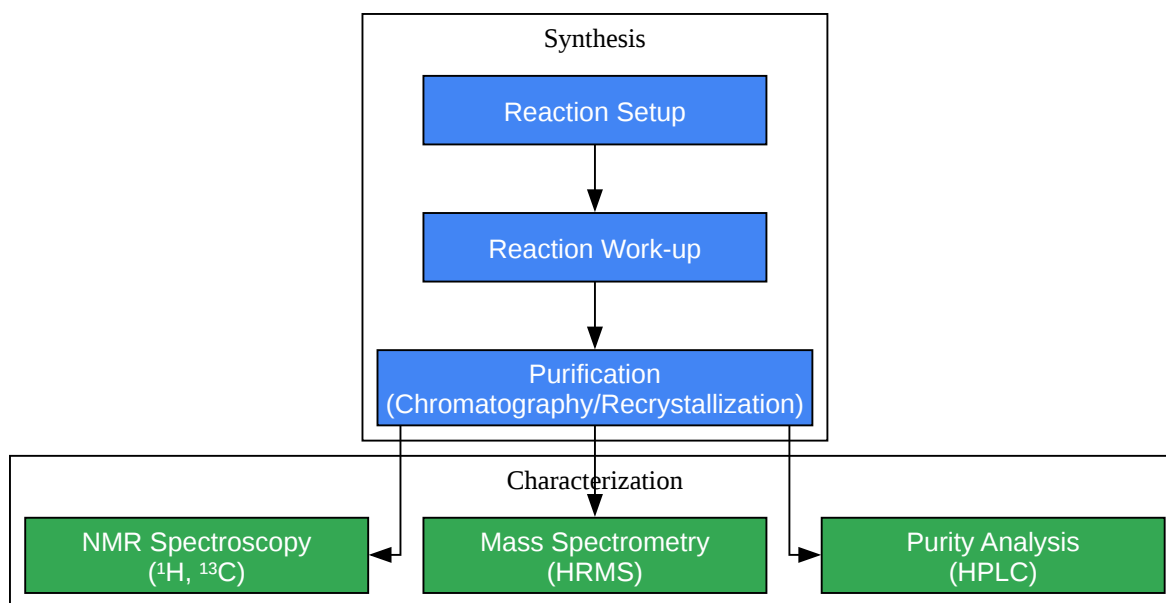 Synthesis
Reaction Setup
Reaction Work-up
Purification
(Chromatography/Recrystallization)
Characterization
NMR Spectroscopy
(¹H, ¹³C)
Mass Spectrometry
(HRMS)
Purity Analysis
(HPLC)